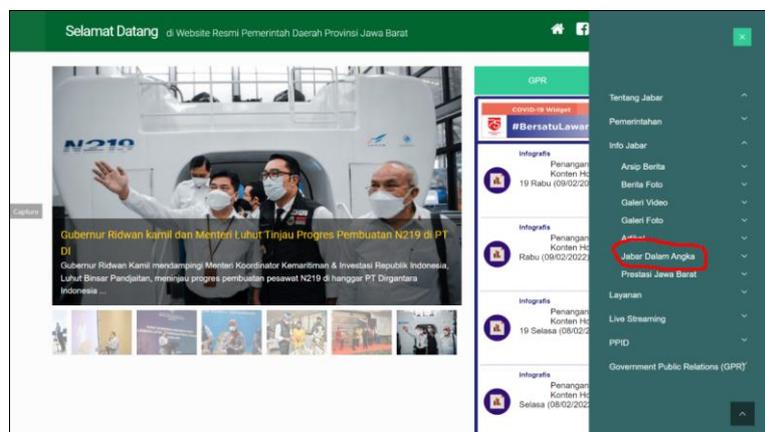 Selamat Datang di Website Resmi Pemerintah Daerah Provinsi Jawa Barat
Capture
N219
Gubernur Ridwan kamil dan Menteri Luhut Tinjau Progres Pembuatan N219 di PT
DI
Gubernur Ridwan Kamil mendampingi Menteri Koordinator Kemaritiman & Investasi Republik Indonesia,
Luhut Binsar Pandjaitan, meninjau progres pembuatan pesawat N219 di hanggar PT Dirgantara
Indonesia ...
GPR
COVID-19 Widget
#BersatuLawan
Infografis
Penangan
Konten Ho
19 Rabu (09/02/20
Infografis
Penangan
Konten Ho
Rabu (09/02/2022)
Infografis
Penangan
Konten Ho
19 Selasa (08/02/2
Infografis
Penangan
Konten Ho
Selasa (08/02/202
Tentang Jabar
Pemerintahan
Info Jabar
Arsip Berita
Berita Foto
Galeri Video
Galeri Foto
Artikel
Jabar Dalam Angka
Prestasi Jawa Barat
Layanan
Live Streaming
PPID
Government Public Relations (GPR)